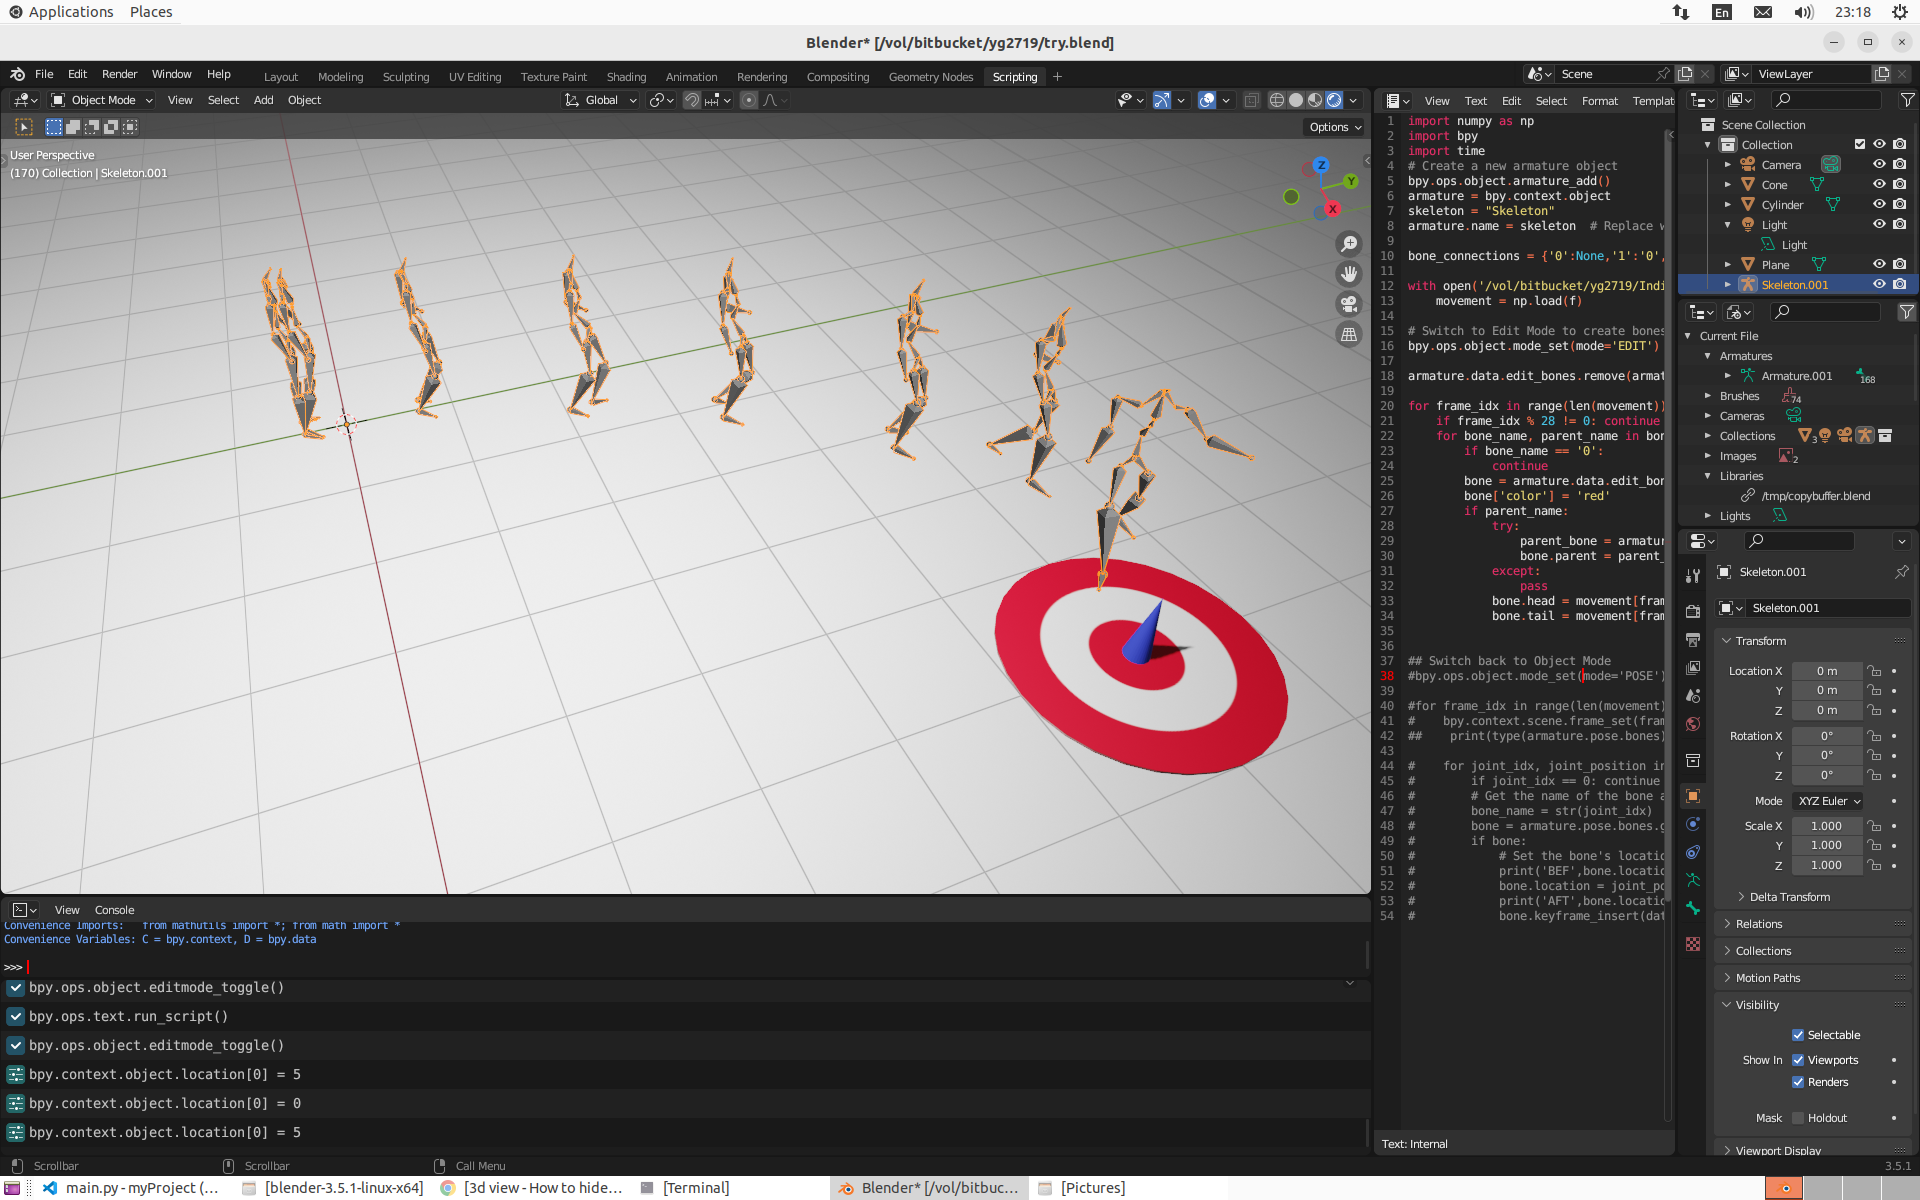 Applications Places En 23:18
Blender* [/vol/bitbucket/yg2719/try.blend]
File Edit Render Window Help Layout Modeling Sculpting UV Editing Texture Paint Shading Animation Rendering Compositing Geometry Nodes Scripting + Scene ViewLayer
Object Mode View Select Add Object Global View Text Edit Select Format Templat
Options
User Perspective
(170) Collection | Skeleton.001
Z
Y
X
1 import numpy as np
2 import bpy
3 import time
4 # Create a new armature object
5 bpy.ops.object.armature_add()
6 armature = bpy.context.object
7 skeleton = "Skeleton"
8 armature.name = skeleton # Replace w
9
10 bone_connections = {'0':None,'1':'0',
11
12 with open('/vol/bitbucket/yg2719/Indi
13 movement = np.load(f)
14
15 # Switch to Edit Mode to create bones
16 bpy.ops.object.mode_set(mode='EDIT')
17
18 armature.data.edit_bones.remove(armat
19
20 for frame_idx in range(len(movement))
21 if frame_idx % 28 != 0: continue
22 for bone_name, parent_name in bon
23 if bone_name == '0':
24 continue
25 bone = armature.data.edit_bon
26 bone['color'] = 'red'
27 if parent_name:
28 try:
29 parent_bone = armatur
30 bone.parent = parent_
31 except:
32 pass
33 bone.head = movement[fram
34 bone.tail = movement[fram
35
36
37 ## Switch back to Object Mode
38 #bpy.ops.object.mode_set(mode='POSE')
39
40 #for frame_idx in range(len(movement)
41 # bpy.context.scene.frame_set(fram
42 ## print(type(armature.pose.bones)
43
44 # for joint_idx, joint_position in
45 # if joint_idx == 0: continue
46 # # Get the name of the bone a
47 # bone_name = str(joint_idx)
48 # bone = armature.pose.bones.g
49 # if bone:
50 # # Set the bone's locatio
51 # print('BEF',bone.locatio
52 # bone.location = joint_po
53 # print('AFT',bone.locatio
54 # bone.keyframe_insert(dat
Text: Internal
Scene Collection
Collection
Camera
Cone
Cylinder
Light
Light
Plane
Skeleton.001
Current File
Armatures
Armature.001 168
Brushes 74
Cameras
Collections 3
Images 2
Libraries
/tmp/copybuffer.blend
Lights
Skeleton.001
Skeleton.001
Transform
Location X 0 m
Y 0 m
Z 0 m
Rotation X 0°
Y 0°
Z 0°
Mode XYZ Euler
Scale X 1.000
Y 1.000
Z 1.000
Delta Transform
Relations
Collections
Motion Paths
Visibility
Selectable
Show In Viewports
Renders
Mask Holdout
Viewport Display
View Console
Convenience Imports: from mathutils import *; from math import *
Convenience Variables: C = bpy.context, D = bpy.data
>>>
bpy.ops.object.editmode_toggle()
bpy.ops.text.run_script()
bpy.ops.object.editmode_toggle()
bpy.context.object.location[0] = 5
bpy.context.object.location[0] = 0
bpy.context.object.location[0] = 5
Scrollbar Scrollbar Call Menu 3.5.1
main.py - myProject (... [blender-3.5.1-linux-x64] [3d view - How to hide... [Terminal] Blender* [/vol/bitbuc... [Pictures]